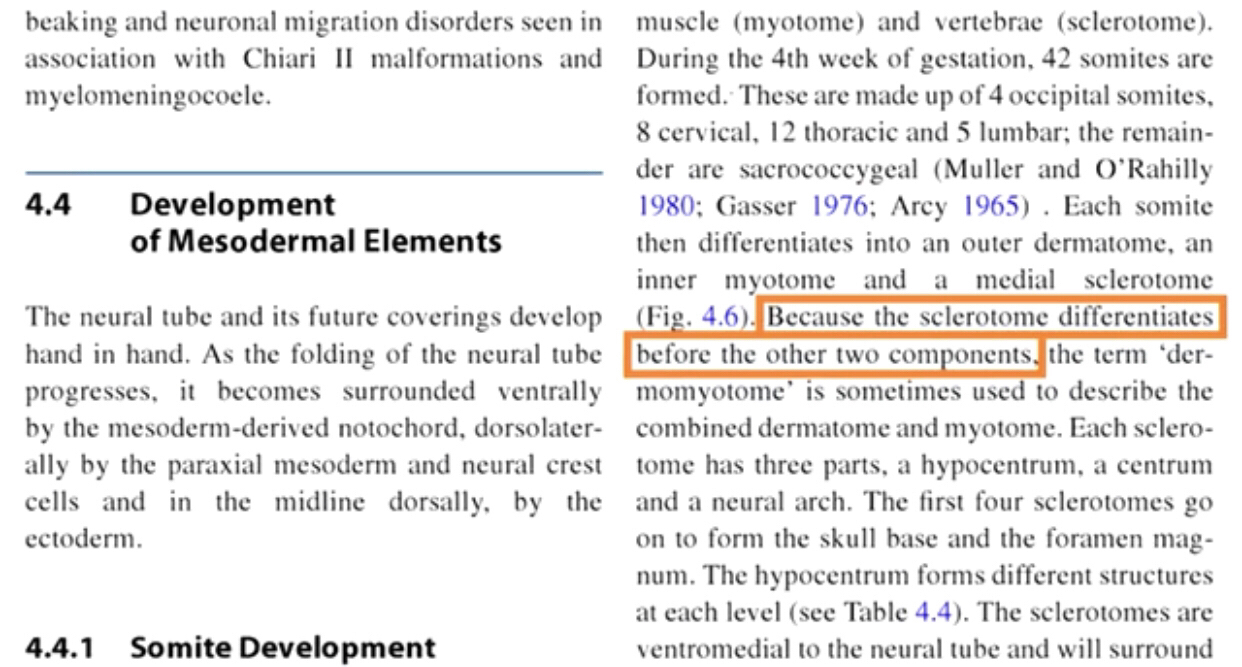 beaking and neuronal migration disorders seen in
association with Chiari II malformations and
myelomeningocoele.
4.4 Development
of Mesodermal Elements
The neural tube and its future coverings develop
hand in hand. As the folding of the neural tube
progresses, it becomes surrounded ventrally
by the mesoderm-derived notochord, dorsolater-
ally by the paraxial mesoderm and neural crest
cells and in the midline dorsally, by the
ectoderm.
4.4.1 Somite Development
muscle (myotome) and vertebrae (sclerotome).
During the 4th week of gestation, 42 somites are
formed. These are made up of 4 occipital somites,
8 cervical, 12 thoracic and 5 lumbar; the remain-
der are sacrococcygeal (Muller and O'Rahilly
1980; Gasser 1976; Arcy 1965) . Each somite
then differentiates into an outer dermatome, an
inner myotome and a medial sclerotome
(Fig. 4.6). Because the sclerotome differentiates
before the other two components, the term 'der-
momyotome' is sometimes used to describe the
combined dermatome and myotome. Each sclero-
tome has three parts, a hypocentrum, a centrum
and a neural arch. The first four sclerotomes go
on to form the skull base and the foramen mag-
num. The hypocentrum forms different structures
at each level (see Table 4.4). The sclerotomes are
ventromedial to the neural tube and will surround